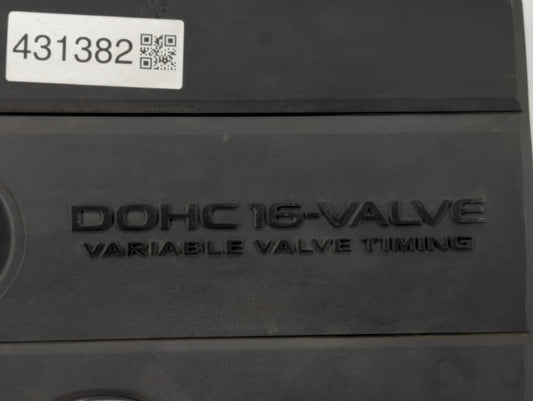 431382
DOHC 16-VALVE
VARIABLE VALVE TIMING